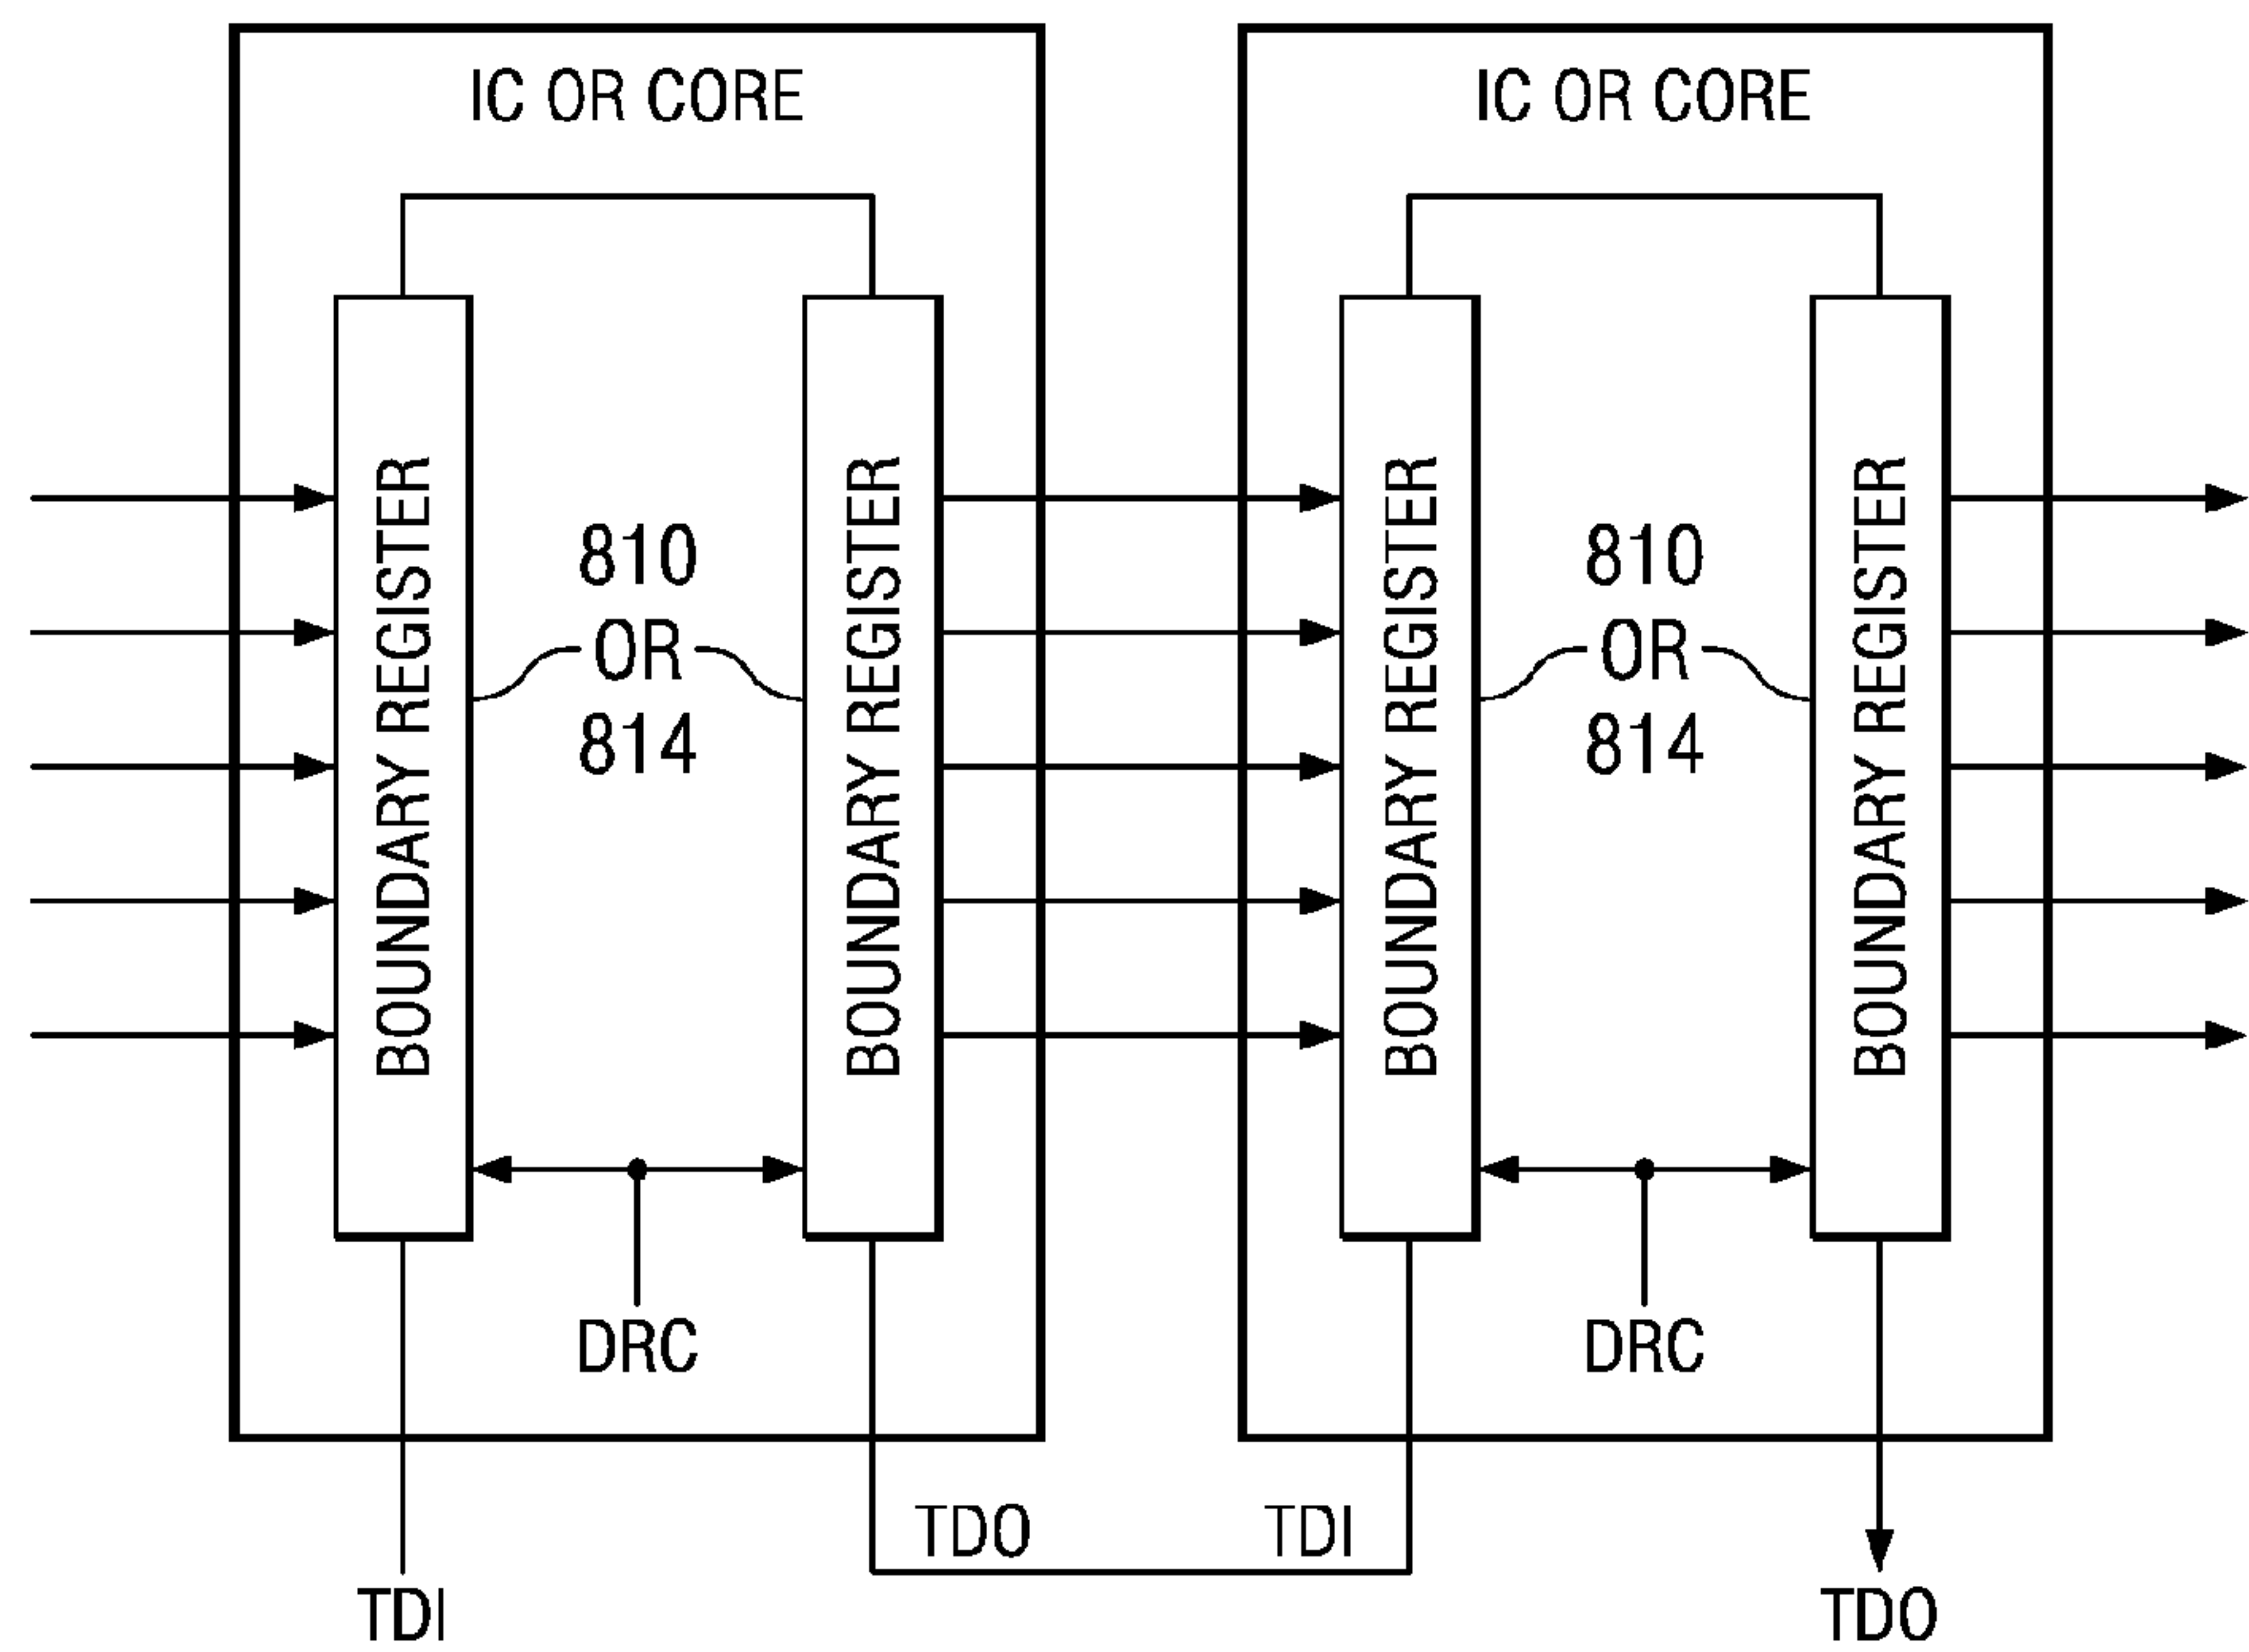 IC OR CORE
IC OR CORE
BOUNDARY REGISTER
810
OR
814
BOUNDARY REGISTER
BOUNDARY REGISTER
810
OR
814
BOUNDARY REGISTER
DRC
DRC
TDO
TDI
TDI
TDO